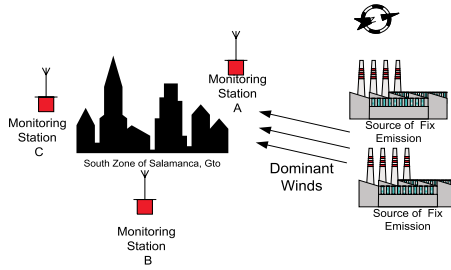 Monitoring
Station
A
Monitoring
Station
C
South Zone of Salamanca, Gto
Monitoring
Station
B
Dominant
Winds
Source of Fix
Emission
Source of Fix
Emission